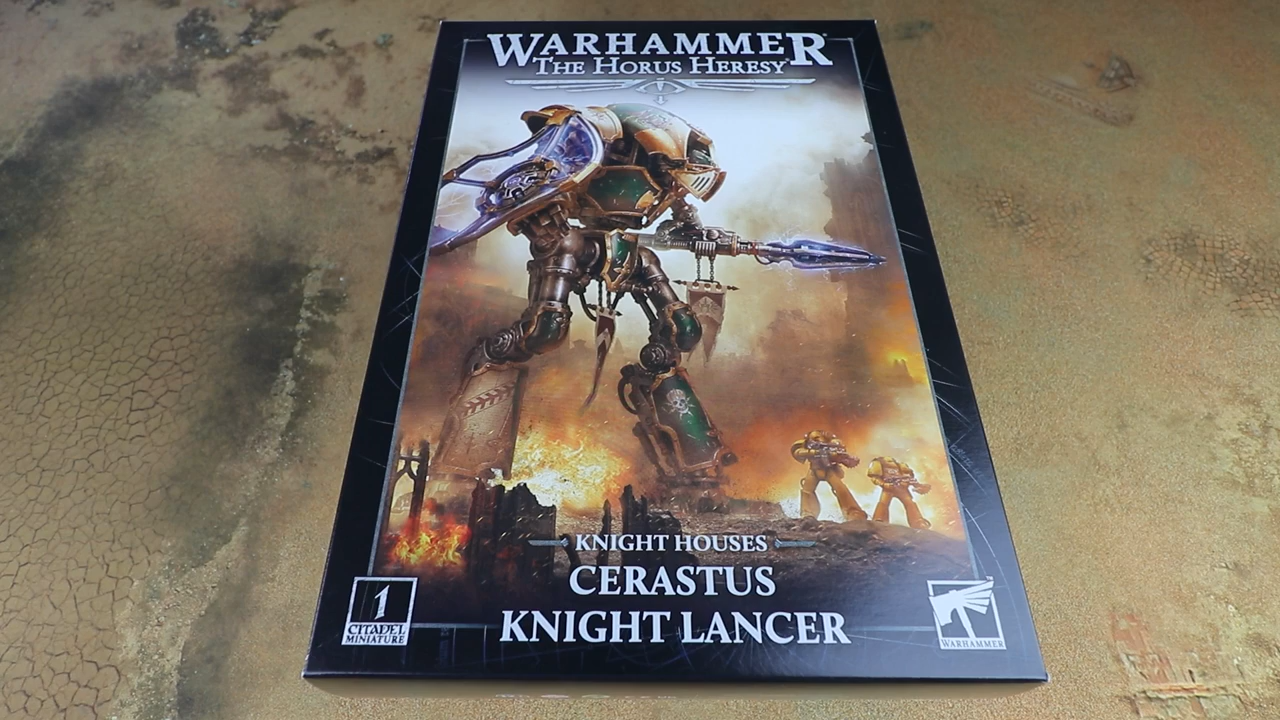 WARHAMMER
THE HORUS HERESY
KNIGHT HOUSES
CERASTUS
KNIGHT LANCER
1
CITADEL
MINIATURE
WARHAMMER